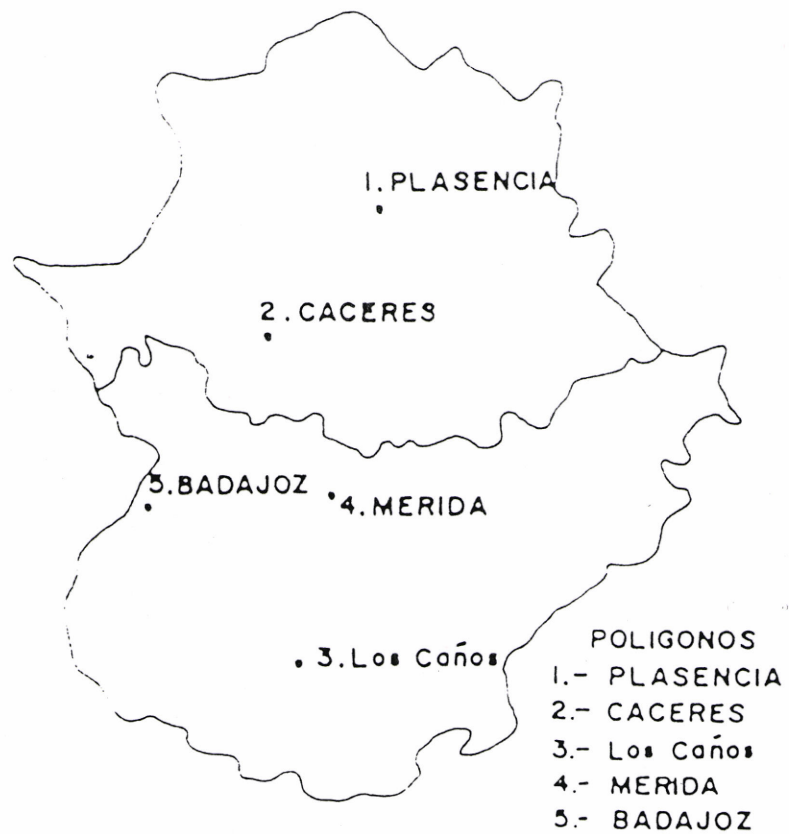 1. PLASENCIA
2. CACERES
5. BADAJOZ
4. MERIDA
3. Los Caños
POLIGONOS
1.- PLASENCIA
2.- CACERES
3.- Los Caños
4.- MERIDA
5.- BADAJOZ